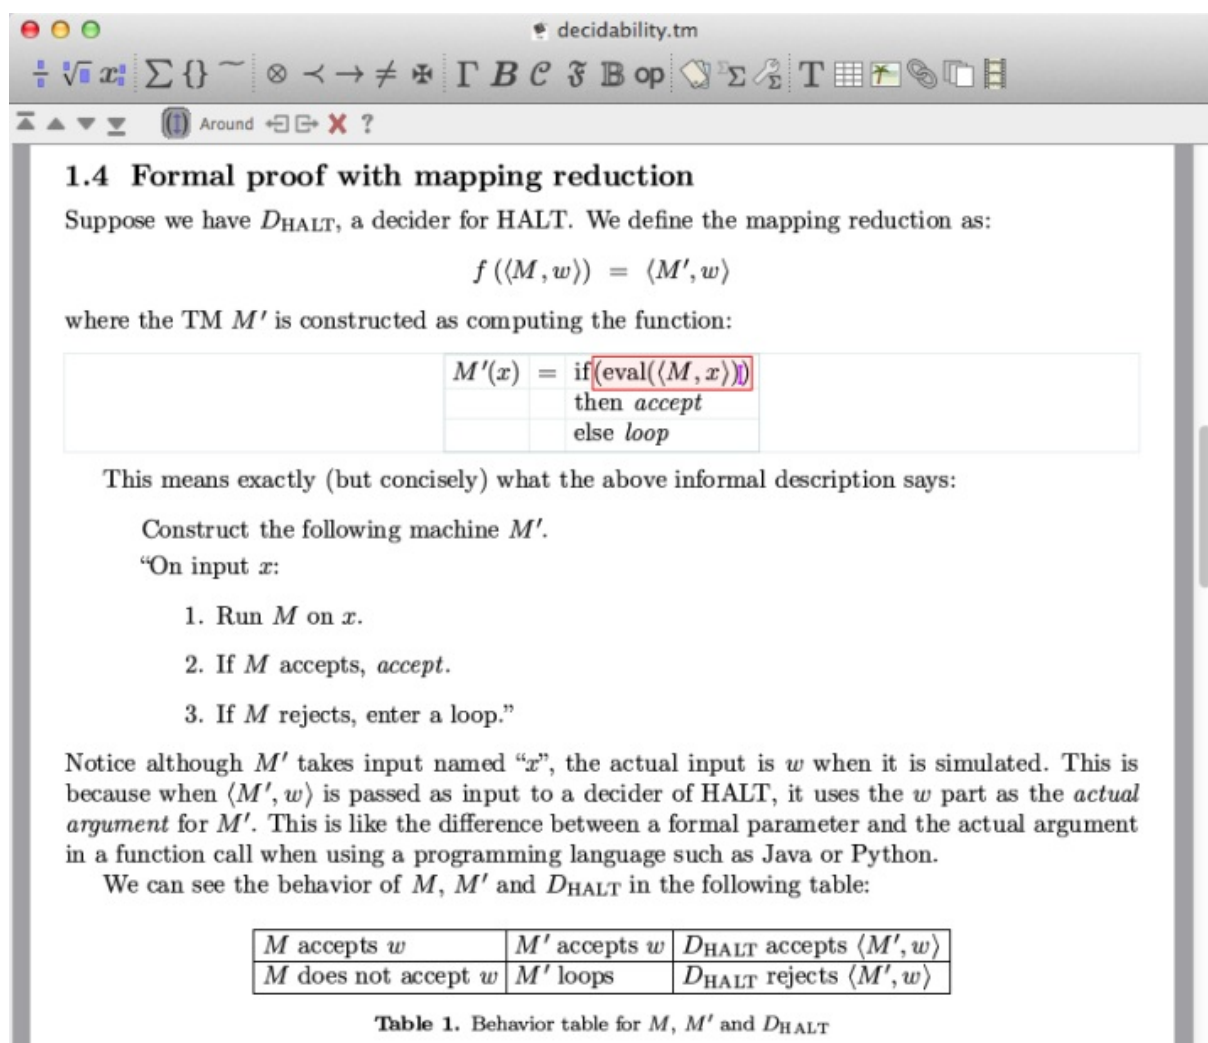 decidability.tm
Σ {} ⊗ ≺ → ≠ ✠ Γ B C F B op Σ Σ T
Around ?
1.4 Formal proof with mapping reduction
Suppose we have D_HALT, a decider for HALT. We define the mapping reduction as:
f (⟨M, w⟩) = ⟨M′, w⟩
where the TM M′ is constructed as computing the function:
M′(x) = if(eval(⟨M, x⟩))
then accept
else loop
This means exactly (but concisely) what the above informal description says:
Construct the following machine M′.
“On input x:
1. Run M on x.
2. If M accepts, accept.
3. If M rejects, enter a loop.”
Notice although M′ takes input named “x”, the actual input is w when it is simulated. This is
because when ⟨M′, w⟩ is passed as input to a decider of HALT, it uses the w part as the actual
argument for M′. This is like the difference between a formal parameter and the actual argument
in a function call when using a programming language such as Java or Python.
We can see the behavior of M, M′ and D_HALT in the following table:
M accepts w M′ accepts w D_HALT accepts ⟨M′, w⟩
M does not accept w M′ loops D_HALT rejects ⟨M′, w⟩
Table 1. Behavior table for M, M′ and D_HALT